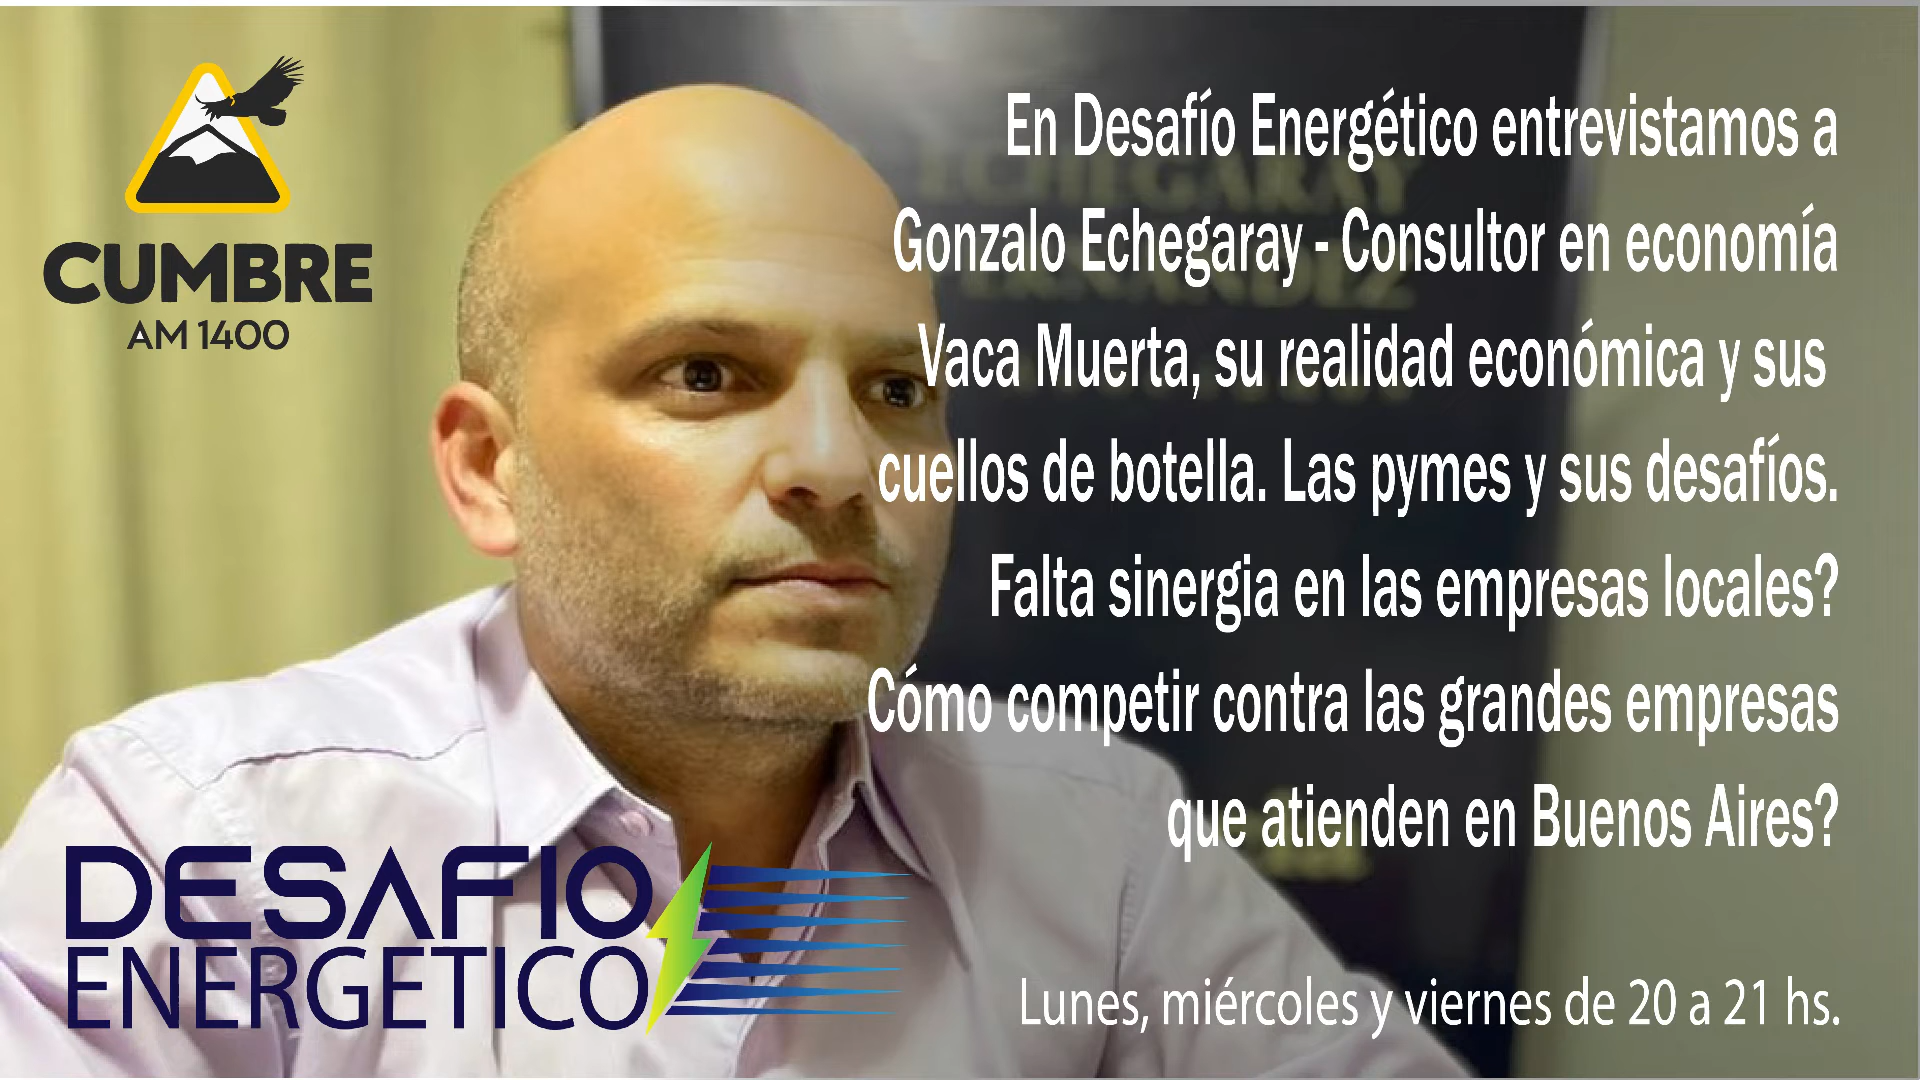 CUMBRE
AM 1400
En Desafío Energético entrevistamos a
Gonzalo Echegaray - Consultor en economía
Vaca Muerta, su realidad económica y sus
cuellos de botella. Las pymes y sus desafíos.
Falta sinergia en las empresas locales?
Cómo competir contra las grandes empresas
que atienden en Buenos Aires?
ECHEGARAY
FERNANDEZ
DESAFIO
ENERGETICO
Lunes, miércoles y viernes de 20 a 21 hs.